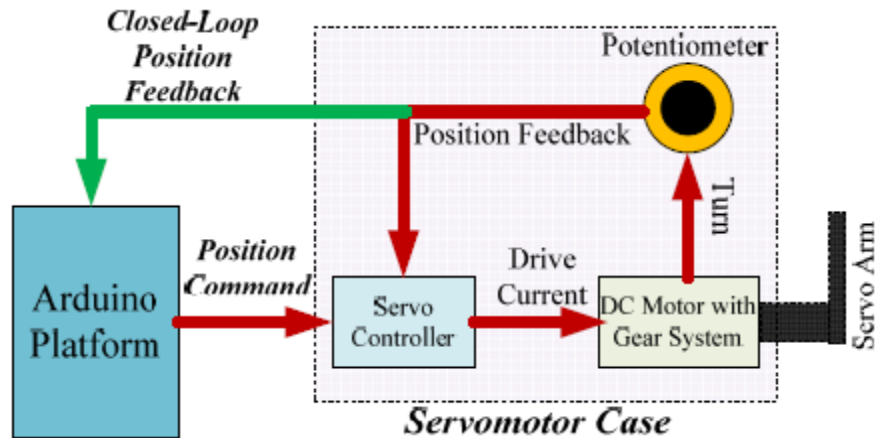 Closed-Loop
Position
Feedback
Potentiometer
Position Feedback
Turn
Position
Command
Drive
Current
Servo Arm
Arduino
Platform
Servo
Controller
DC Motor with
Gear System
Servomotor Case